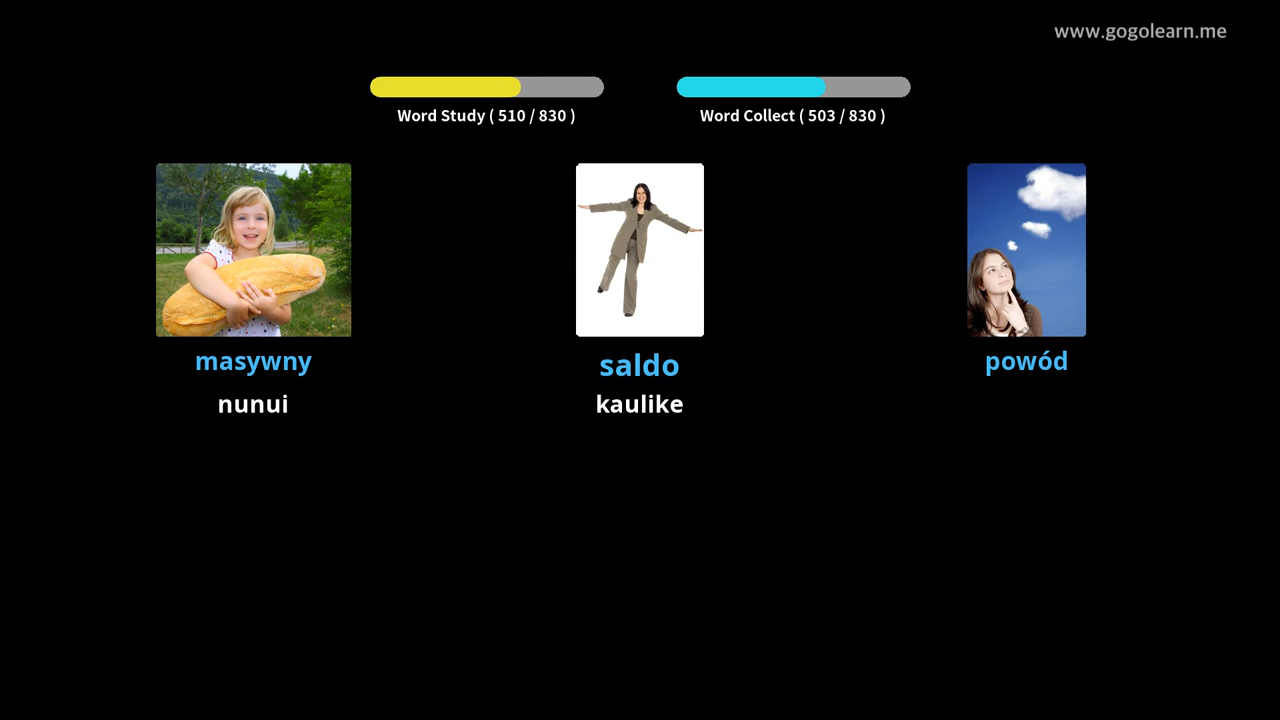 www.gogolearn.me
Word Study ( 510 / 830 )
Word Collect ( 503 / 830 )
masywny
saldo
powód
nunui
kaulike